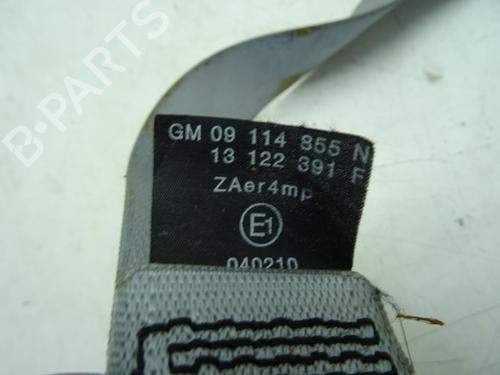 B-PARTS
GM 09 114 855 N
13 122 391 F
ZAer4mp
E1
040210